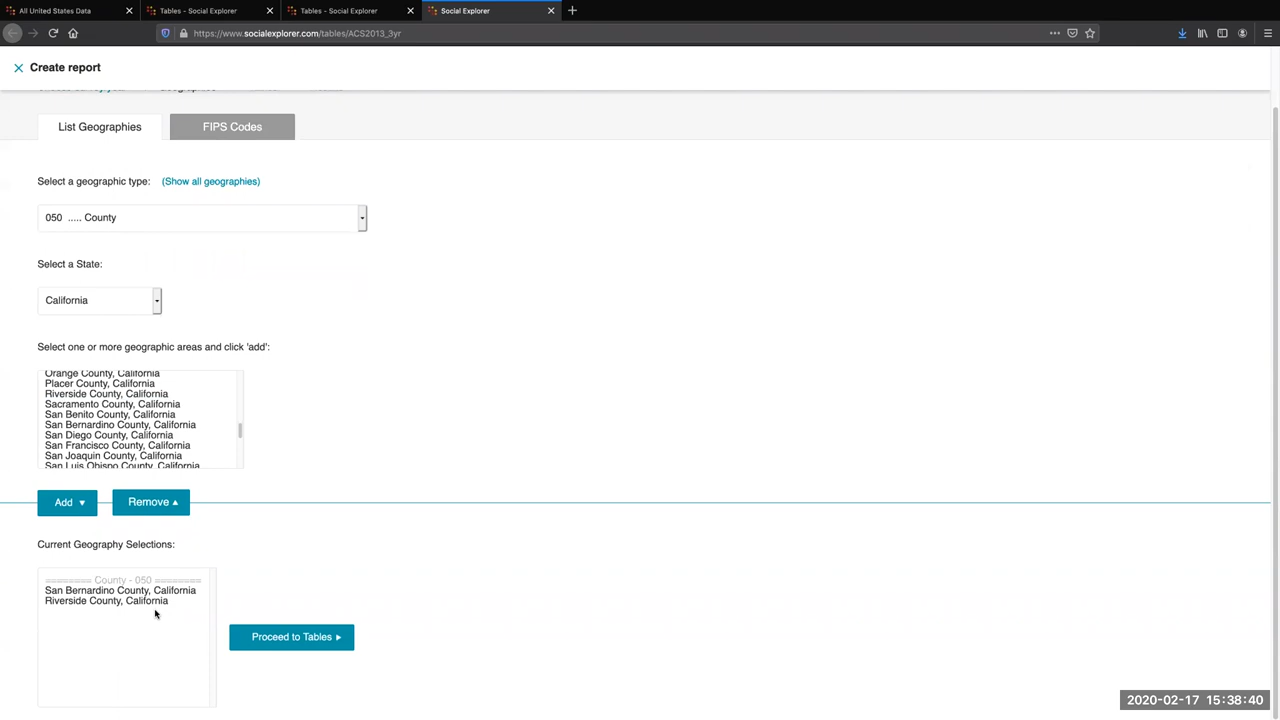 All United States Data
Tables - Social Explorer
Tables - Social Explorer
Social Explorer
https://www.socialexplorer.com/tables/ACS2013_3yr
Create report
List Geographies
FIPS Codes
Select a geographic type: (Show all geographies)
050 ..... County
Select a State:
California
Select one or more geographic areas and click 'add':
Orange County, California
Placer County, California
Riverside County, California
Sacramento County, California
San Benito County, California
San Bernardino County, California
San Diego County, California
San Francisco County, California
San Joaquin County, California
San Luis Obispo County, California
Add
Remove
Current Geography Selections:
======== County - 050 ========
San Bernardino County, California
Riverside County, California
Proceed to Tables
2020-02-17 15:38:40